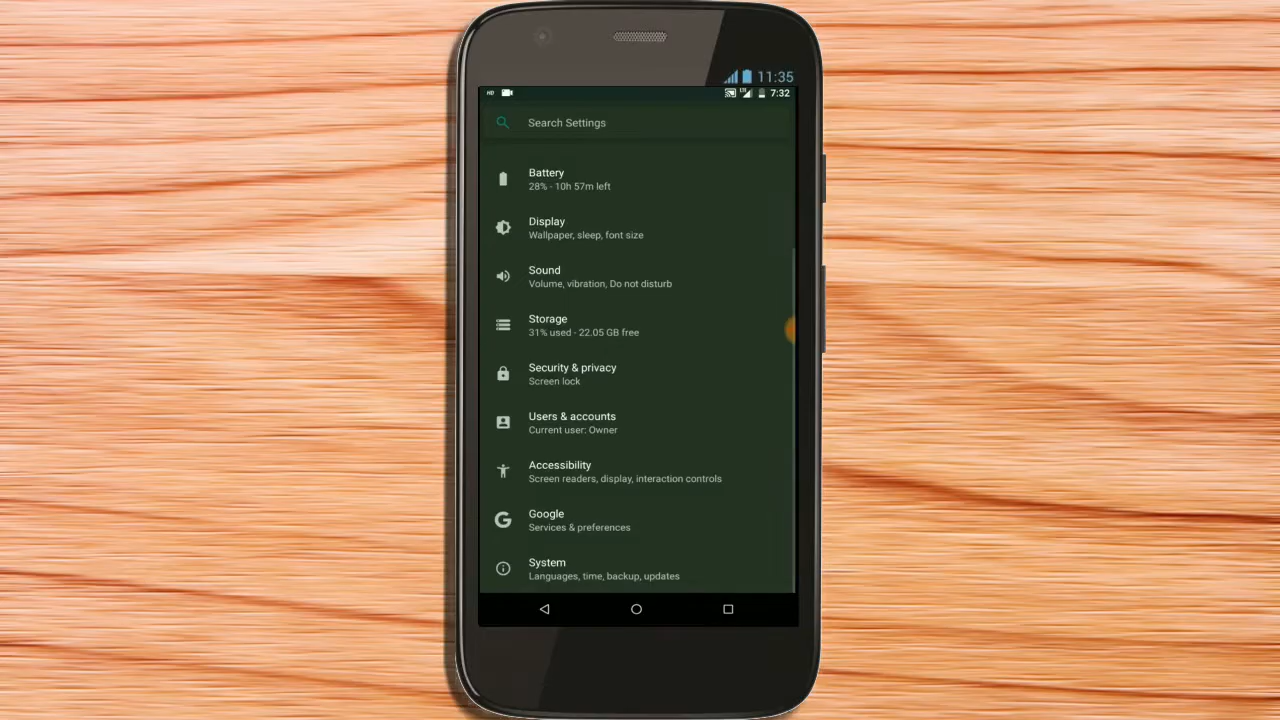 11:35
HD LTE 7:32
Search Settings
Battery
28% - 10h 57m left
Display
Wallpaper, sleep, font size
Sound
Volume, vibration, Do not disturb
Storage
31% used - 22.05 GB free
Security & privacy
Screen lock
Users & accounts
Current user: Owner
Accessibility
Screen readers, display, interaction controls
Google
Services & preferences
System
Languages, time, backup, updates